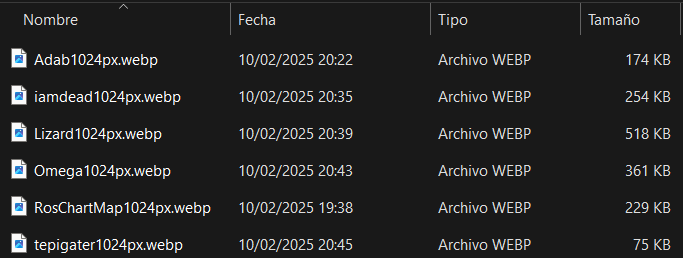 Nombre Fecha Tipo Tamaño
Adab1024px.webp 10/02/2025 20:22 Archivo WEBP 174 KB
iamdead1024px.webp 10/02/2025 20:35 Archivo WEBP 254 KB
Lizard1024px.webp 10/02/2025 20:39 Archivo WEBP 518 KB
Omega1024px.webp 10/02/2025 20:43 Archivo WEBP 361 KB
RosChartMap1024px.webp 10/02/2025 19:38 Archivo WEBP 229 KB
tepigater1024px.webp 10/02/2025 20:45 Archivo WEBP 75 KB